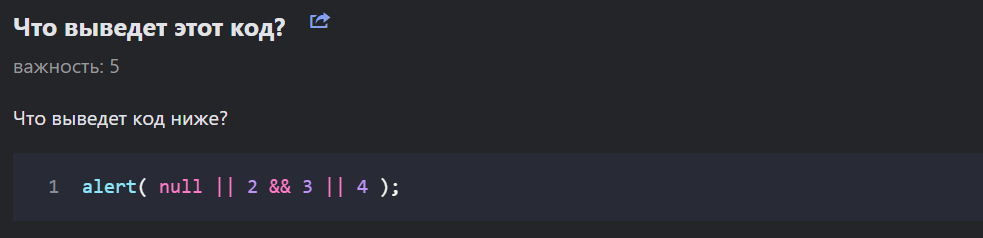 Что выведет этот код?
важность: 5
Что выведет код ниже?
1 alert( null || 2 && 3 || 4 );